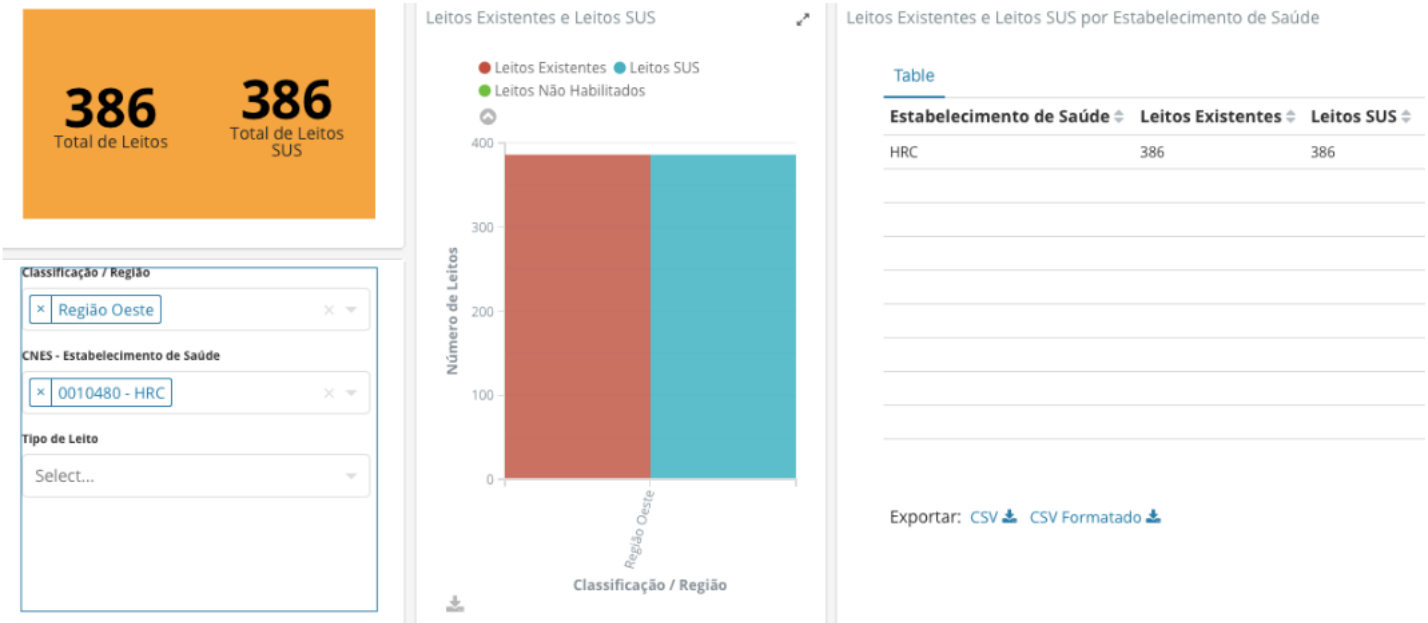 386
Total de Leitos
386
Total de Leitos
SUS
Classificação / Região
× Região Oeste
CNES - Estabelecimento de Saúde
× 0010480 - HRC
Tipo de Leito
Select...
Leitos Existentes e Leitos SUS
Leitos Existentes Leitos SUS
Leitos Não Habilitados
400
300
200
100
0
Número de Leitos
Região Oeste
Classificação / Região
Leitos Existentes e Leitos SUS por Estabelecimento de Saúde
Table
Estabelecimento de Saúde Leitos Existentes Leitos SUS
HRC 386 386
Exportar: CSV CSV Formatado